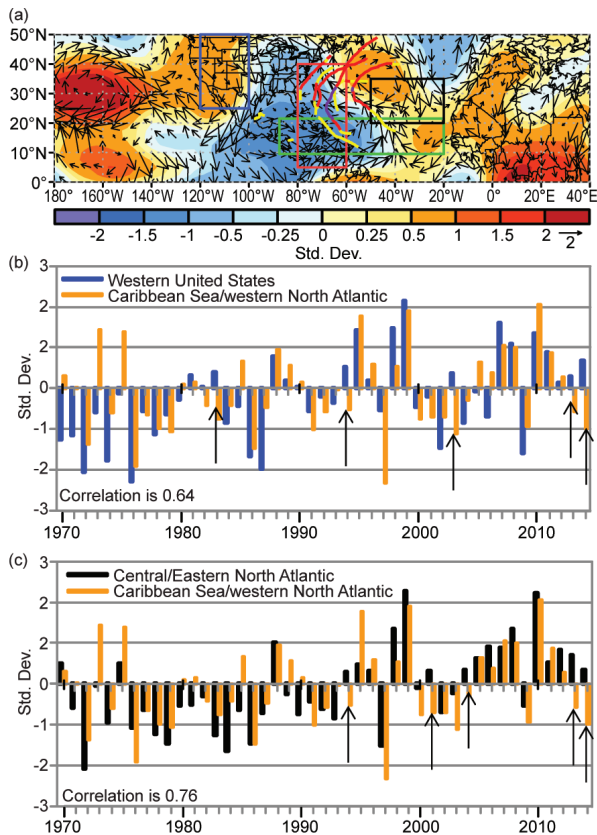 (a)
50°N
40°N
30°N
20°N
10°N
0°
180° 160°W 140°W 120°W 100°W 80°W 60°W 40°W 20°W 0° 20°E 40°E
-2 -1.5 -1 -0.5 -0.25 0 0.25 0.5 1 1.5 2 2
Std. Dev.
(b)
3
Western United States
Caribbean Sea/western North Atlantic
2
2
Std. Dev.
0
-1
-2
Correlation is 0.64
-3
1970 1980 1990 2000 2010
(c)
3
Central/Eastern North Atlantic
Caribbean Sea/western North Atlantic
2
2
Std. Dev.
0
-1
-2
Correlation is 0.76
-3
1970 1980 1990 2000 2010